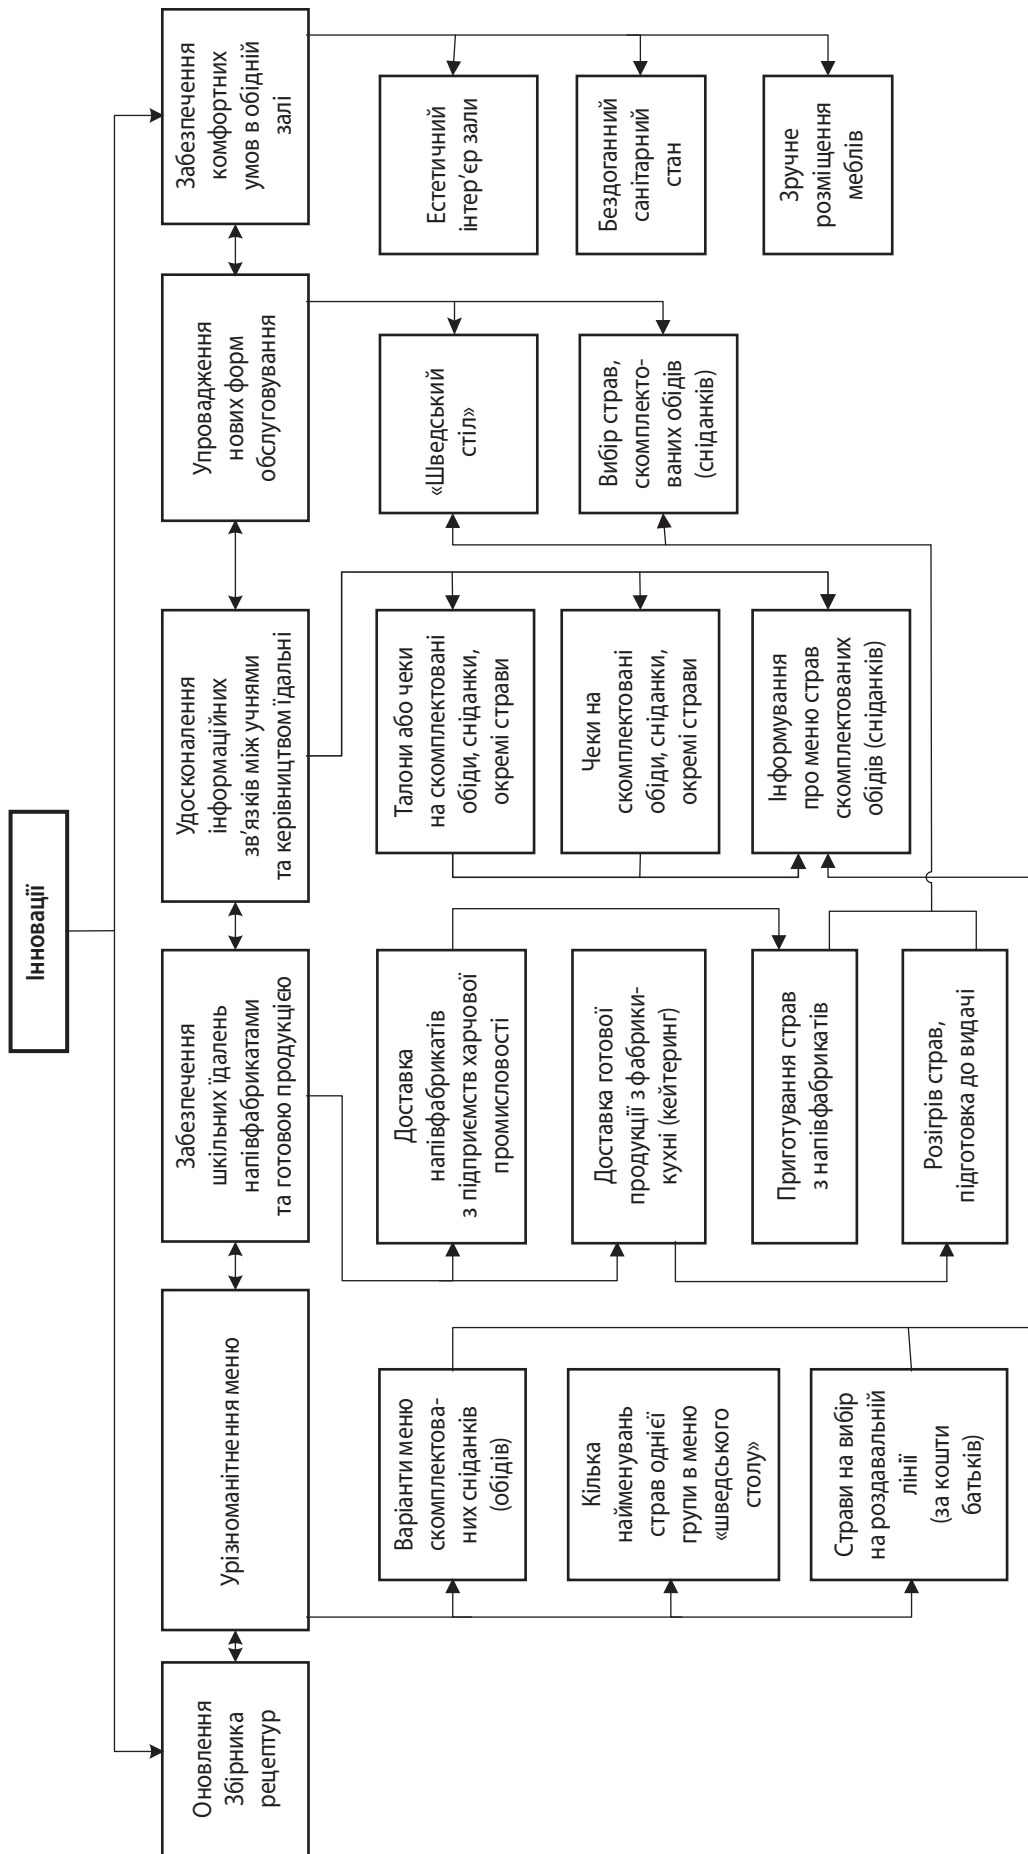 Інновації
Оновлення
Збірника
рецептур
Урізноманітнення меню
Забезпечення
шкільних їдалень
напівфабрикатами
та готовою продукцією
Удосконалення
інформаційних
зв'язків між учнями
та керівництвом їдальні
Упровадження
нових форм
обслуговування
Забезпечення
комфортних
умов в обідній
залі
Варіанти меню
скомплектова-
них сніданків
(обідів)
Кілька
найменувань
страв однієї
групи в меню
«шведського
столу»
Страви на вибір
на роздавальній
лінії
(за кошти
батьків)
Доставка
напівфабрикатів
з підприємств харчової
промисловості
Доставка готової
продукції з фабрики-
кухні (кейтеринг)
Приготування страв
з напівфабрикатів
Розігрів страв,
підготовка до видачі
Талони або чеки
на скомплектовані
обіди, сніданки,
окремі страви
Чеки на
скомплектовані
обіди, сніданки,
окремі страви
Інформування
про меню страв
скомплектованих
обідів (сніданків)
«Шведський
стіл»
Вибір страв,
скомплекто-
ваних обідів
(сніданків)
Естетичний
інтер'єр зали
Бездоганний
санітарний
стан
Зручне
розміщення
меблів